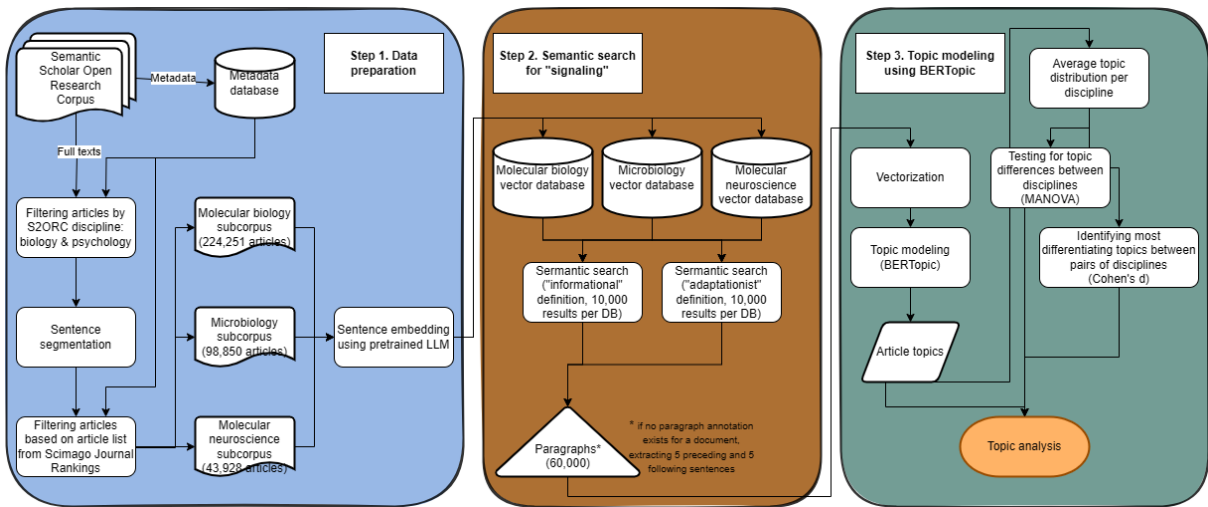 Step 1. Data
preparation
Semantic
Scholar Open
Research
Corpus
Metadata
Metadata
database
Full texts
Filtering articles by
S2ORC discipline:
biology & psychology
Sentence
segmentation
Filtering articles
based on article list
from Scimago Journal
Rankings
Molecular biology
subcorpus
(224,251 articles)
Microbiology
subcorpus
(98,850 articles)
Molecular
neuroscience
subcorpus
(43,928 articles)
Sentence embedding
using pretrained LLM
Step 2. Semantic search
for "signaling"
Molecular biology
vector database
Microbiology
vector database
Molecular
neuroscience
vector database
Sermantic search
("informational"
definition, 10,000
results per DB)
Sermantic search
("adaptationist"
definition, 10,000
results per DB)
Paragraphs*
(60,000)
* if no paragraph annotation
exists for a document,
extracting 5 preceding and 5
following sentences
Step 3. Topic modeling
using BERTopic
Vectorization
Topic modeling
(BERTopic)
Article topics
Average topic
distribution per
discipline
Testing for topic
differences between
disciplines
(MANOVA)
Identifying most
differentiating topics between
pairs of disciplines
(Cohen's d)
Topic analysis